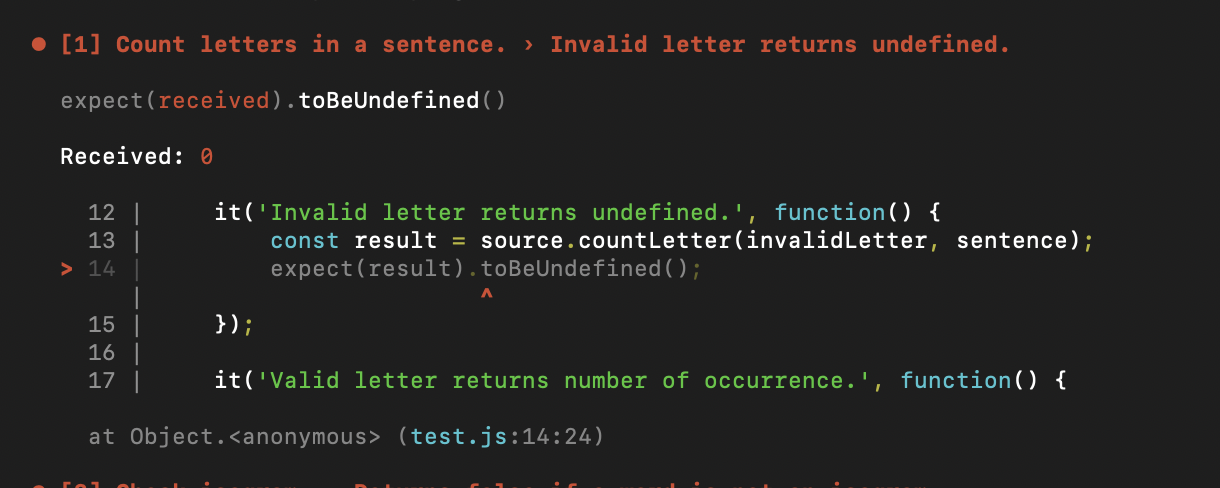 ● [1] Count letters in a sentence. › Invalid letter returns undefined.
expect(received).toBeUndefined()
Received: 0
12 | it('Invalid letter returns undefined.', function() {
13 | const result = source.countLetter(invalidLetter, sentence);
> 14 | expect(result).toBeUndefined();
| ^
15 | });
16 |
17 | it('Valid letter returns number of occurrence.', function() {
at Object.<anonymous> (test.js:14:24)